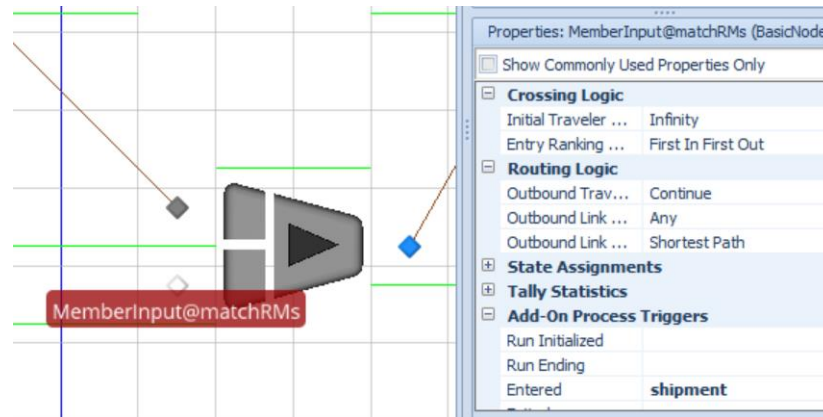 Properties: MemberInput@matchRMs (BasicNode
Show Commonly Used Properties Only
Crossing Logic
Initial Traveler ... Infinity
Entry Ranking ... First In First Out
Routing Logic
Outbound Trav... Continue
Outbound Link ... Any
Outbound Link ... Shortest Path
State Assignments
Tally Statistics
Add-On Process Triggers
Run Initialized
Run Ending
Entered shipment
MemberInput@matchRMs